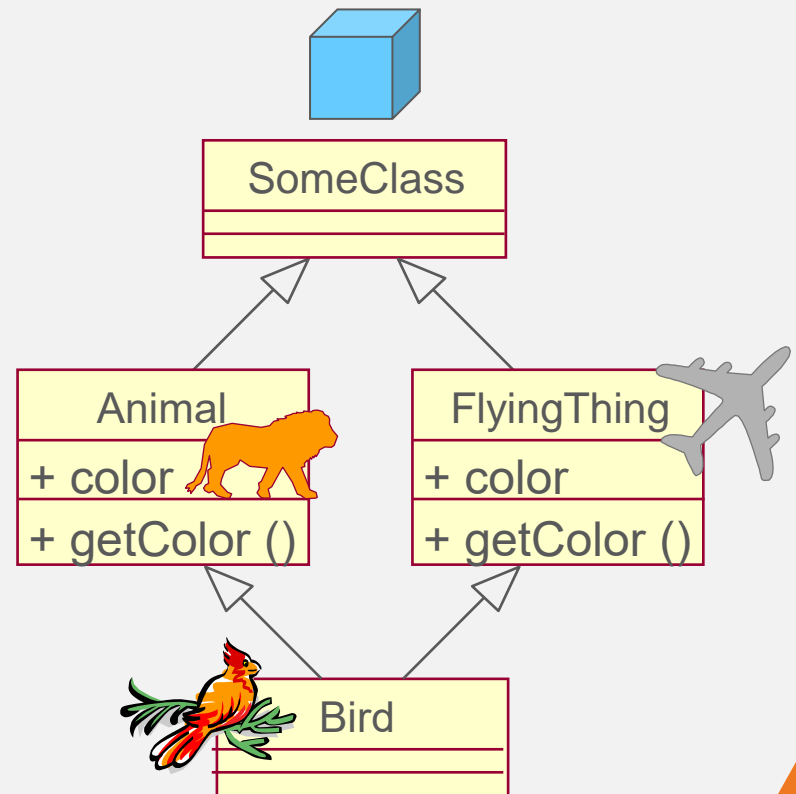 SomeClass
Animal
FlyingThing
+ color
+ color
+ getColor ()
+ getColor ()
Bird